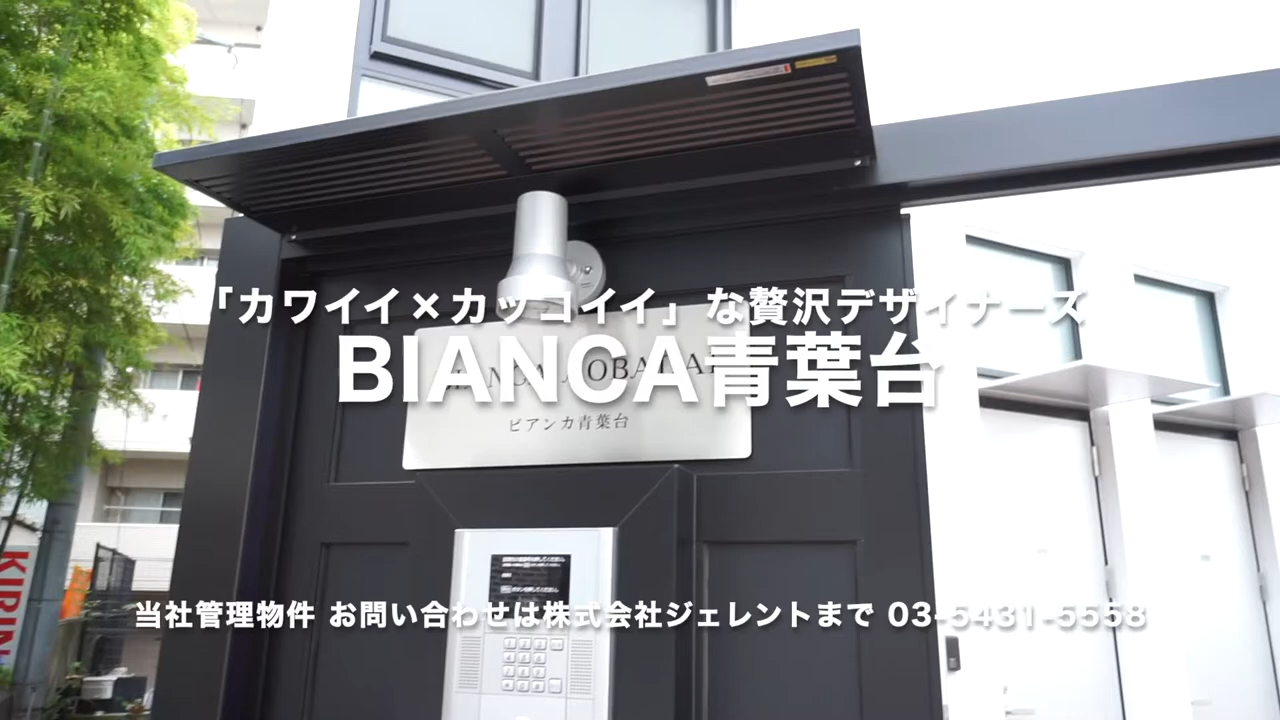 「カワイイ×カッコイイ」な贅沢デザイナーズ
BIANCA青葉台
ビアンカ青葉台
当社管理物件 お問い合わせは株式会社ジェレントまで 03-5431-5558
KIRIN